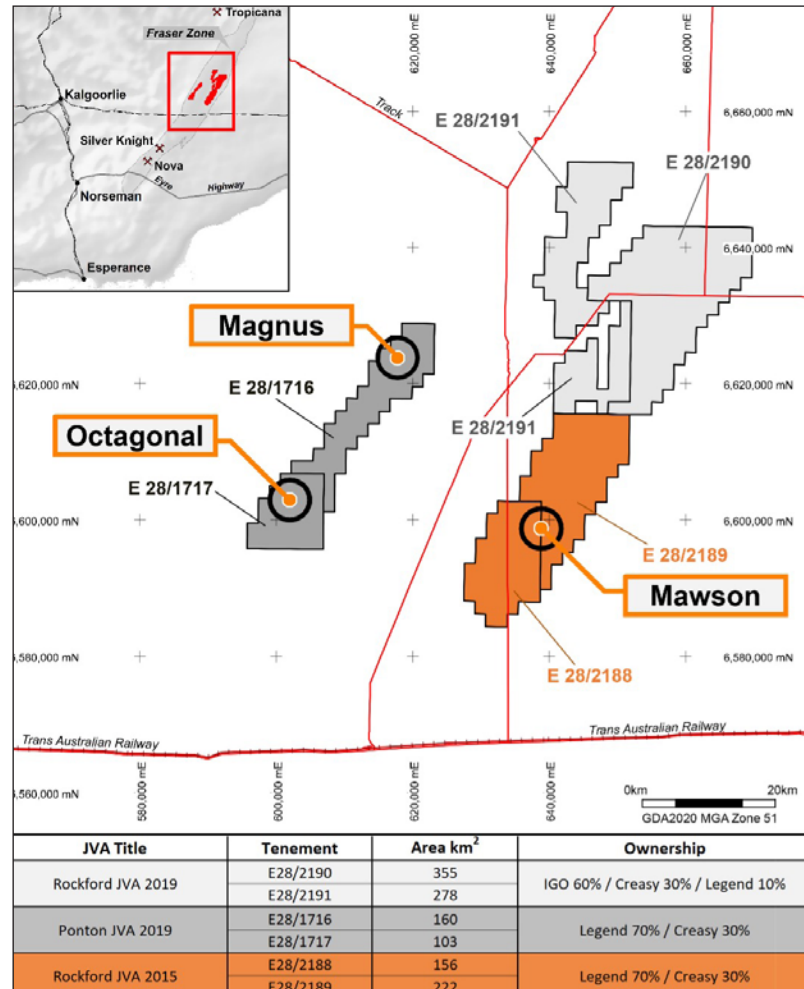 Tropicana
Fraser Zone
Kalgoorlie
Silver Knight
Nova
Eyre
Highway
Norseman
Esperance
620,000 mE
640,000 mE
660,000 mE
Track
6,660,000 mN
E 28/2191
E 28/2190
6,640,000 mN
Magnus
E 28/1716
6,620,000 mN
6,620,000 mN
Octagonal
E 28/2191
E 28/1717
6,600,000 mN
6,600,000 mN
E 28/2189
Mawson
6,580,000 mN
6,580,000 mN
E 28/2188
Trans Australian Railway
Trans Australian Railway
6,560,000 mN
580,000 mE
600,000 mE
620,000 mE
640,000 mE
0km 20km
GDA2020 MGA Zone 51
JVA Title Tenement Area km² Ownership
Rockford JVA 2019 E28/2190 355 IGO 60% / Creasy 30% / Legend 10%
E28/2191 278
Ponton JVA 2019 E28/1716 160 Legend 70% / Creasy 30%
E28/1717 103
Rockford JVA 2015 E28/2188 156 Legend 70% / Creasy 30%
E28/2189 222